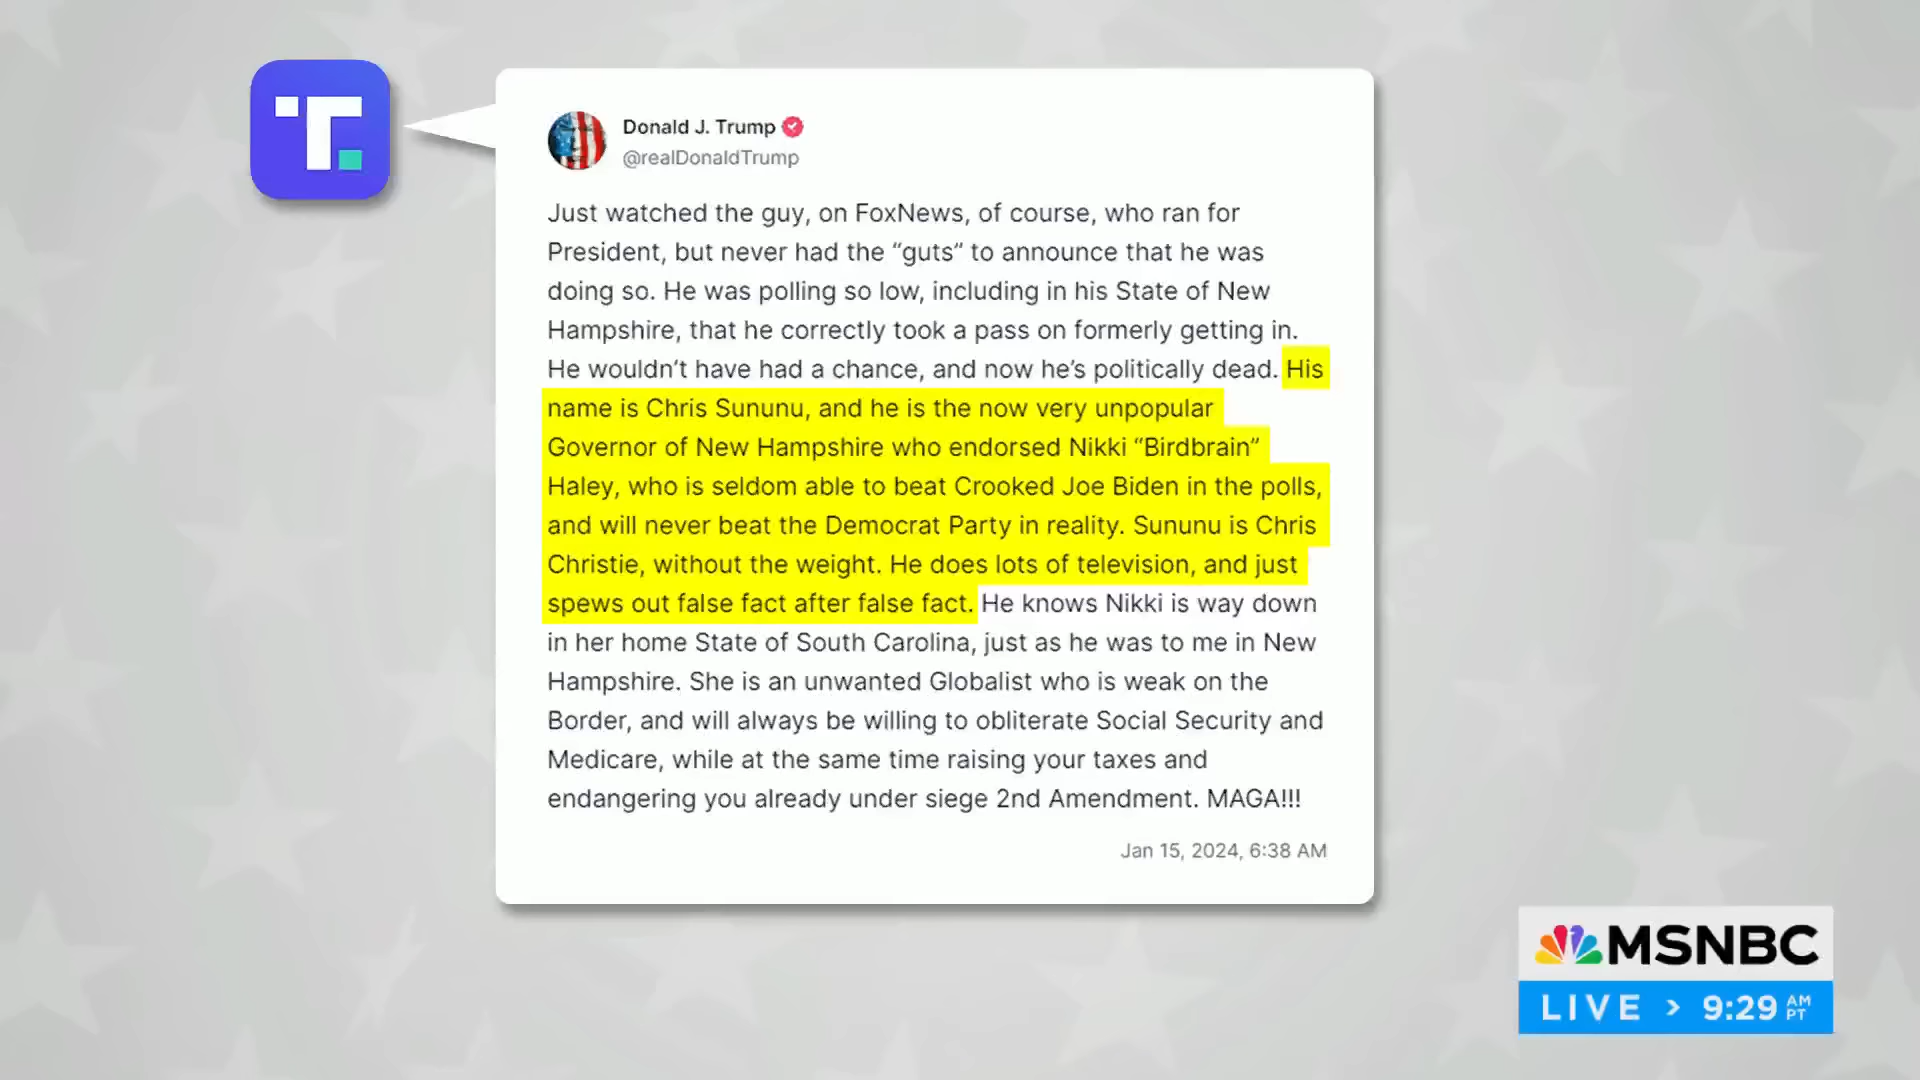 T.
Donald J. Trump
@realDonaldTrump
Just watched the guy, on FoxNews, of course, who ran for
President, but never had the “guts” to announce that he was
doing so. He was polling so low, including in his State of New
Hampshire, that he correctly took a pass on formerly getting in.
He wouldn’t have had a chance, and now he’s politically dead. His
name is Chris Sununu, and he is the now very unpopular
Governor of New Hampshire who endorsed Nikki “Birdbrain”
Haley, who is seldom able to beat Crooked Joe Biden in the polls,
and will never beat the Democrat Party in reality. Sununu is Chris
Christie, without the weight. He does lots of television, and just
spews out false fact after false fact. He knows Nikki is way down
in her home State of South Carolina, just as he was to me in New
Hampshire. She is an unwanted Globalist who is weak on the
Border, and will always be willing to obliterate Social Security and
Medicare, while at the same time raising your taxes and
endangering you already under siege 2nd Amendment. MAGA!!!
Jan 15, 2024, 6:38 AM
MSNBC
LIVE > 9:29 AM PT